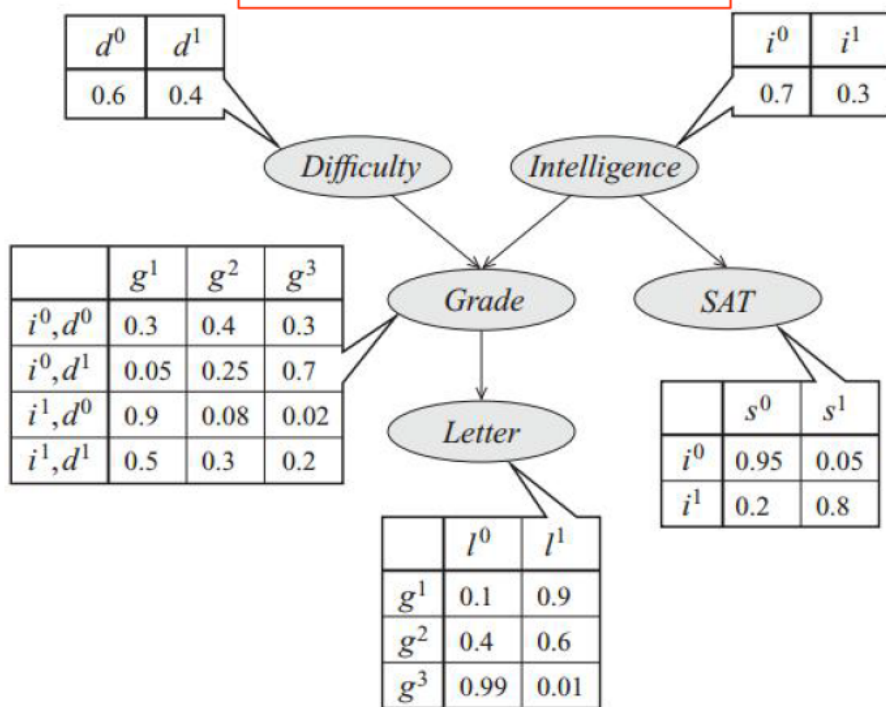 d⁰ d¹
0.6 0.4
i⁰ i¹
0.7 0.3
Difficulty
Intelligence
g¹ g² g³
i⁰,d⁰ 0.3 0.4 0.3
i⁰,d¹ 0.05 0.25 0.7
i¹,d⁰ 0.9 0.08 0.02
i¹,d¹ 0.5 0.3 0.2
Grade
SAT
Letter
s⁰ s¹
i⁰ 0.95 0.05
i¹ 0.2 0.8
l⁰ l¹
g¹ 0.1 0.9
g² 0.4 0.6
g³ 0.99 0.01